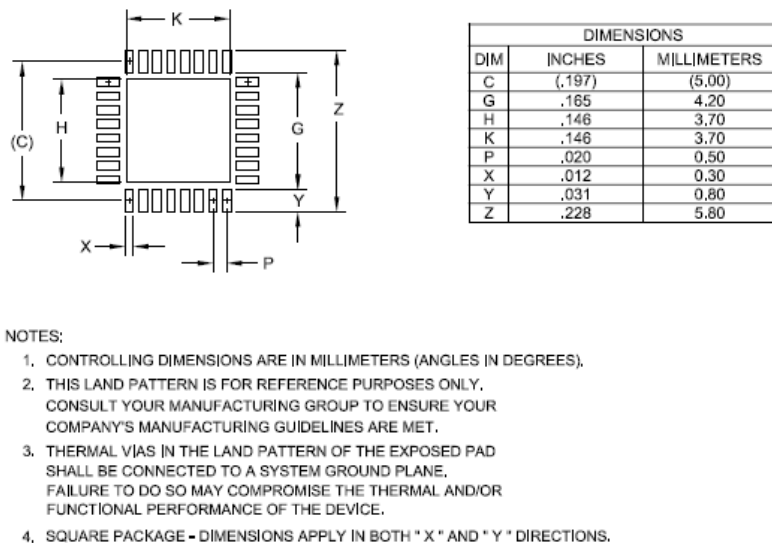 K
DIMENSIONS
DIM INCHES MILLIMETERS
C (.197) (5.00)
G .165 4.20
H .146 3.70
K .146 3.70
P .020 0.50
X .012 0.30
Y .031 0.80
Z .228 5.80
(C)
H
G
Z
Y
X
P
NOTES:
1. CONTROLLING DIMENSIONS ARE IN MILLIMETERS (ANGLES IN DEGREES).
2. THIS LAND PATTERN IS FOR REFERENCE PURPOSES ONLY.
CONSULT YOUR MANUFACTURING GROUP TO ENSURE YOUR
COMPANY'S MANUFACTURING GUIDELINES ARE MET.
3. THERMAL VIAS IN THE LAND PATTERN OF THE EXPOSED PAD
SHALL BE CONNECTED TO A SYSTEM GROUND PLANE.
FAILURE TO DO SO MAY COMPROMISE THE THERMAL AND/OR
FUNCTIONAL PERFORMANCE OF THE DEVICE.
4. SQUARE PACKAGE - DIMENSIONS APPLY IN BOTH " X " AND " Y " DIRECTIONS.